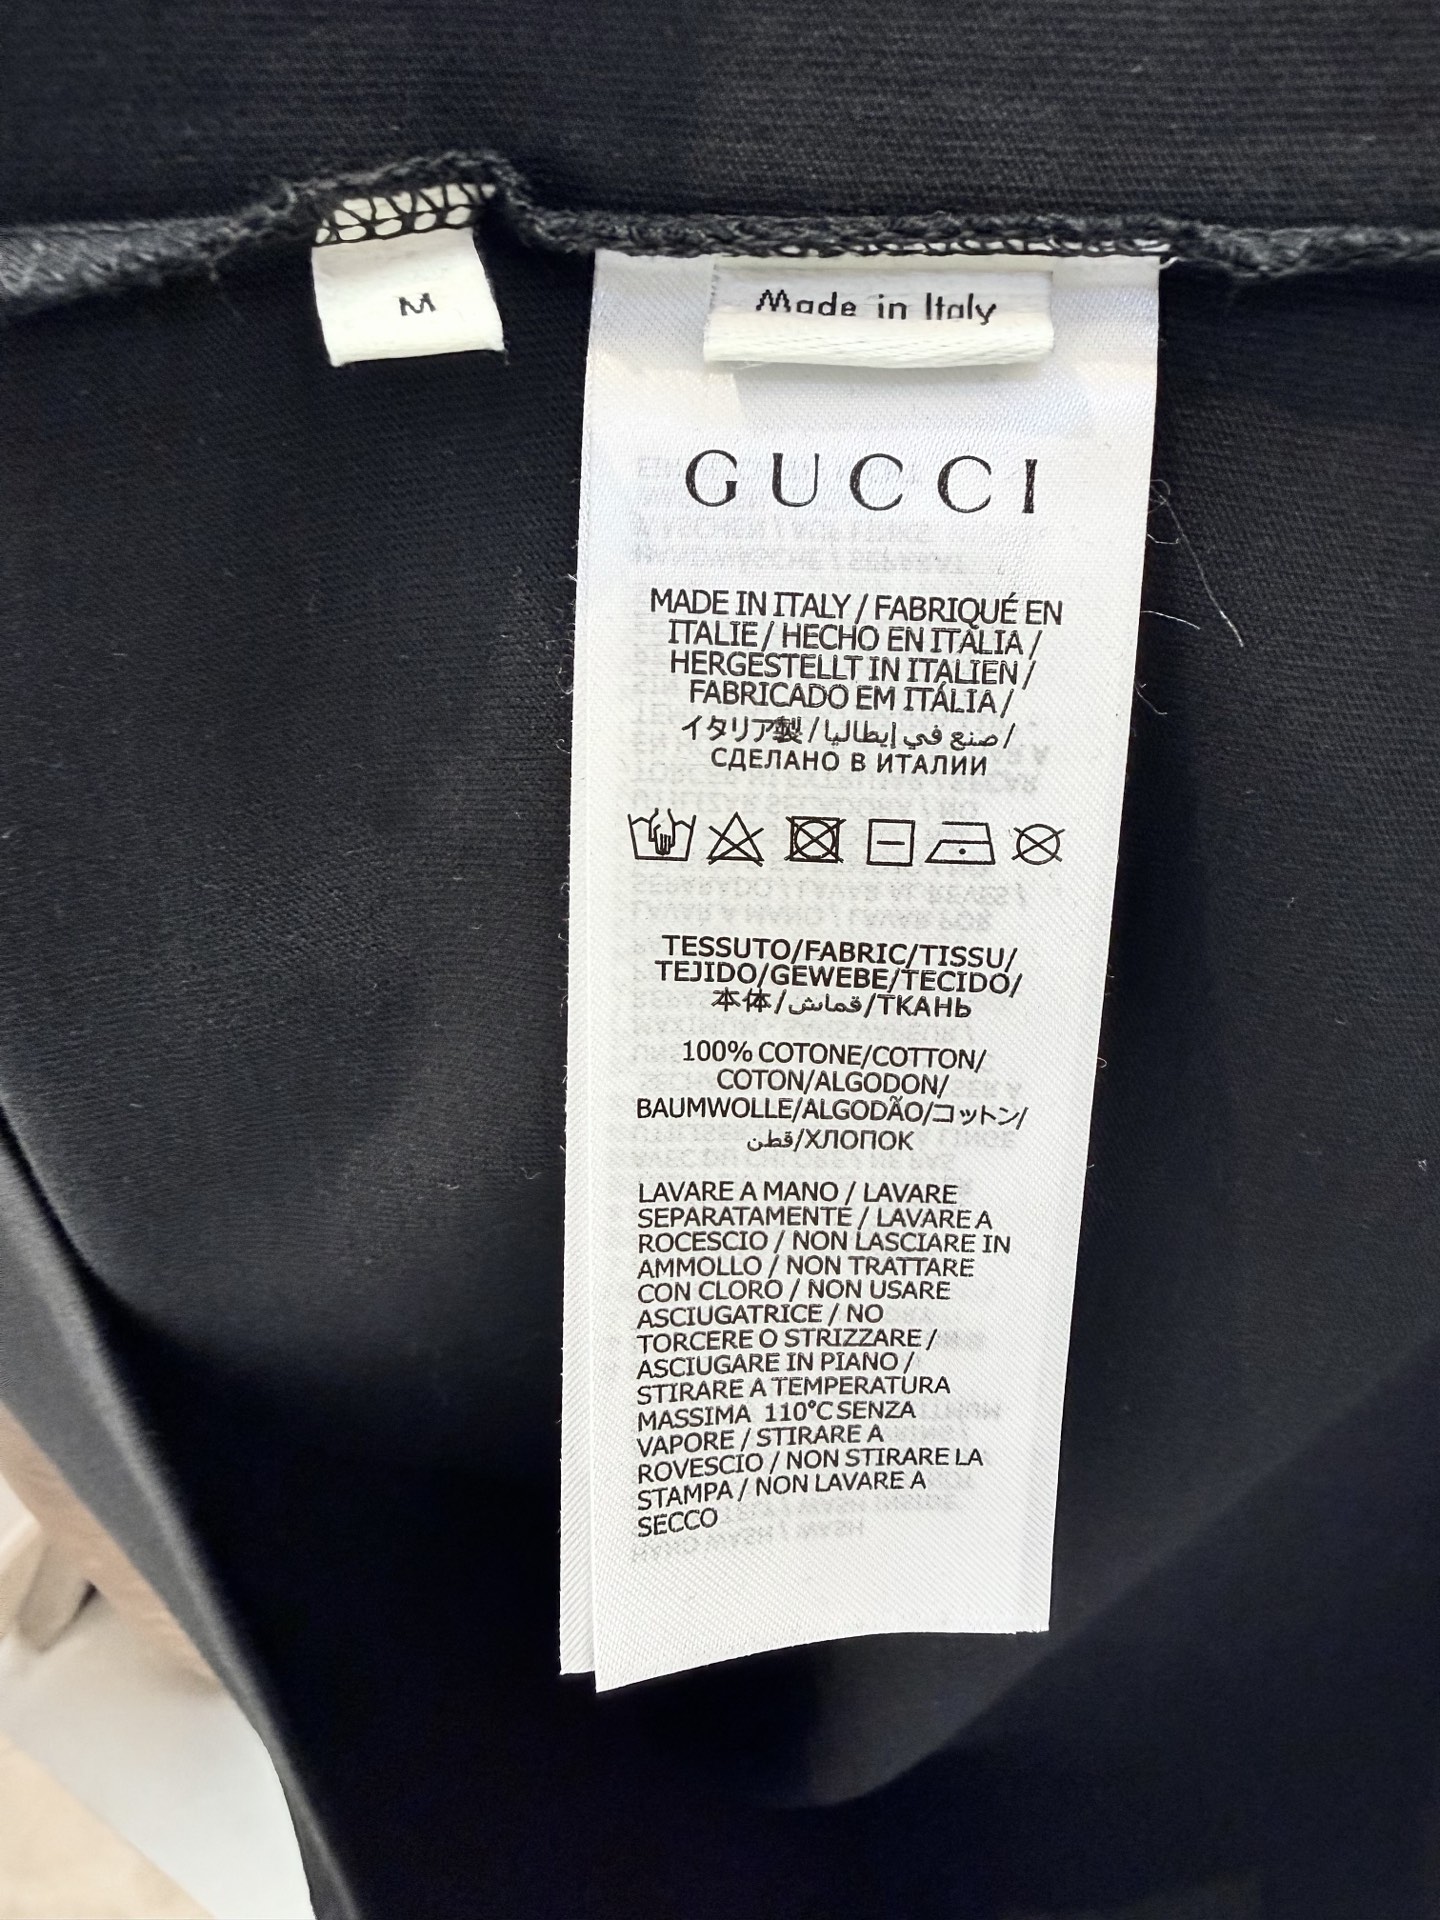 M
Made in Italy
GUCCI
MADE IN ITALY / FABRIQUÉ EN
ITALIE / HECHO EN ITÀLIA /
HERGESTELLT IN ITALIEN /
FABRICADO EM ITÁLIA /
イタリア製 / صنع في إيطاليا /
СДЕЛАНО В ИТАЛИИ
TESSUTO/FABRIC/TISSU/
TEJIDO/GEWEBE/TECIDO/
本体/قماش/ТКАНЬ
100% COTONE/COTTON/
COTON/ALGODON/
BAUMWOLLE/ALGODÃO/コットン/
قطن/ХЛОПОК
LAVARE A MANO / LAVARE
SEPARATAMENTE / LAVARE A
ROCESCIO / NON LASCIARE IN
AMMOLLO / NON TRATTARE
CON CLORO / NON USARE
ASCIUGATRICE / NO
TORCERE O STRIZZARE /
ASCIUGARE IN PIANO /
STIRARE A TEMPERATURA
MASSIMA 110°C SENZA
VAPORE / STIRARE A
ROVESCIO / NON STIRARE LA
STAMPA / NON LAVARE A
SECCO